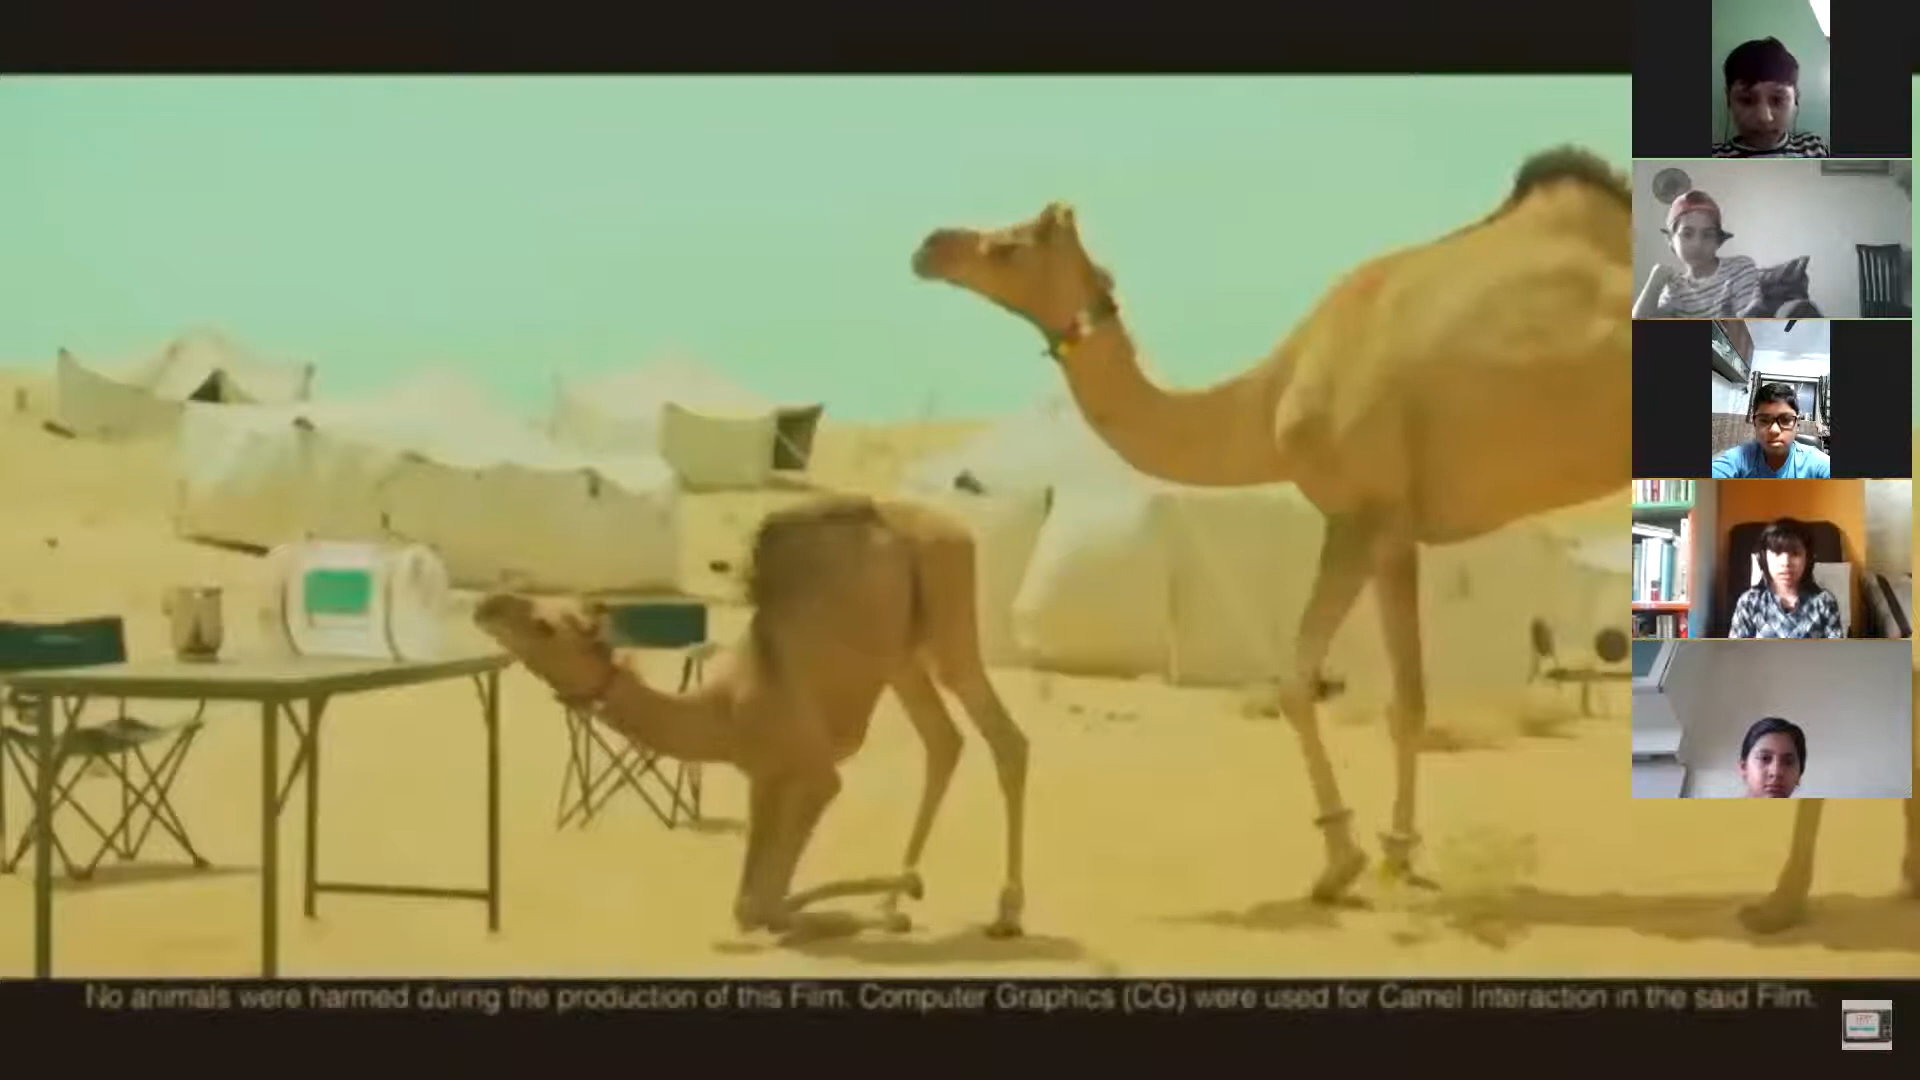 No animals were harmed during the production of this Film. Computer Graphics (CG) were used for Camel Interaction in the said Film.